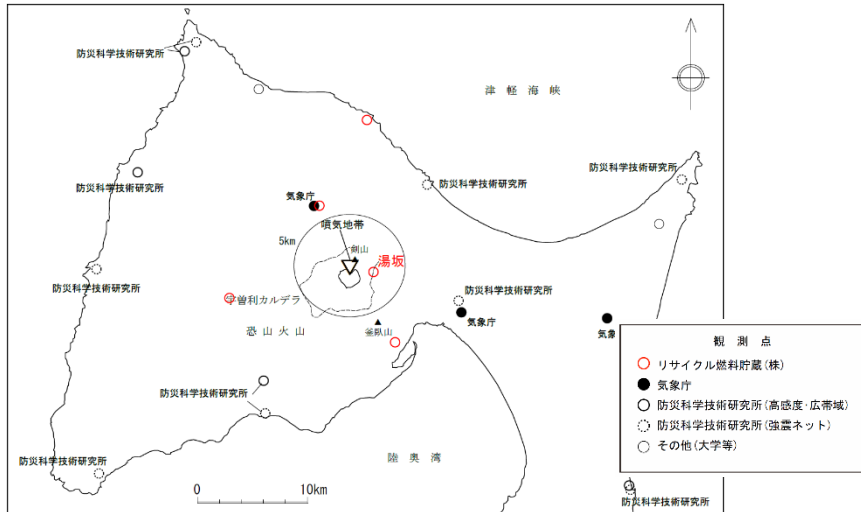 防災科学技術研究所
津軽海峡
防災科学技術研究所
防災科学技術研究所
防災科学技術研究所
気象庁
噴気地帯
5km
剣山
湯坂
防災科学技術研究所
防災科学技術研究所
宇曽利カルデラ
気象庁
気象
恐山火山
釜臥山
観測点
リサイクル燃料貯蔵(株)
気象庁
防災科学技術研究所(高感度・広帯域)
防災科学技術研究所(強震ネット)
その他(大学等)
防災科学技術研究所
防災科学技術研究所
陸奥湾
0 10km
防災科学技術研究所